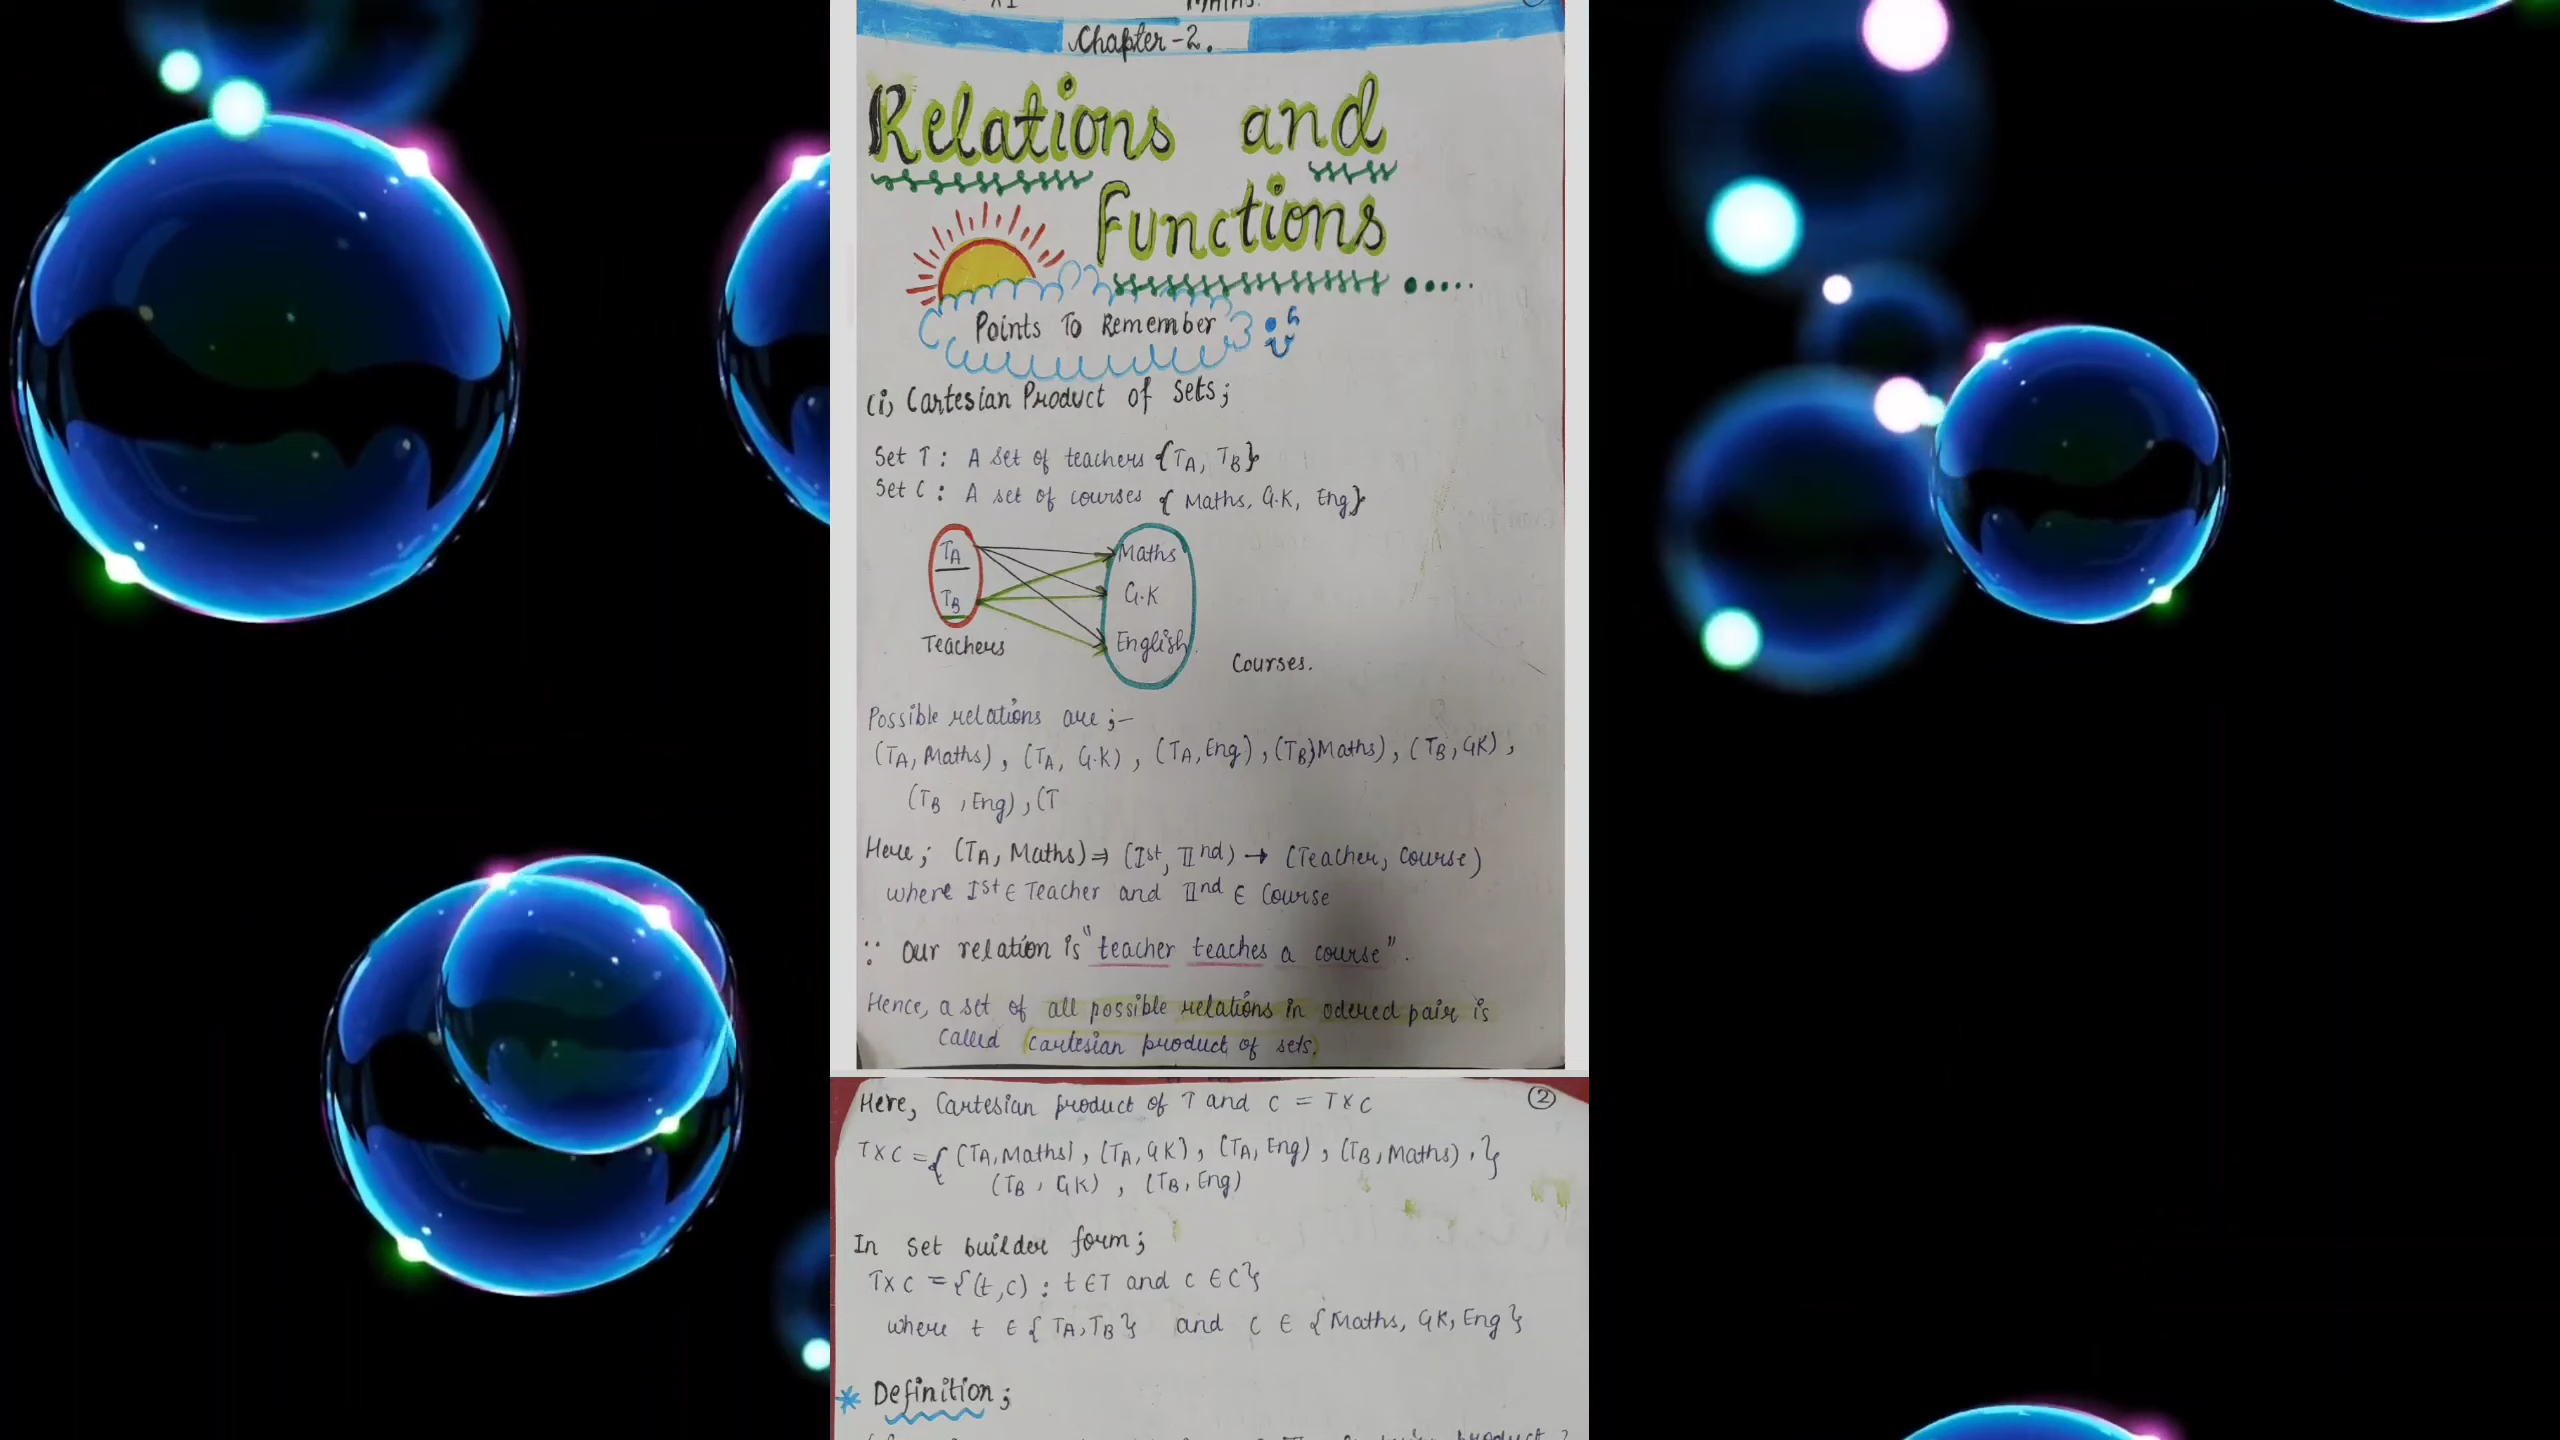 XI MATHS.
Chapter-2.
Relations and
Functions
Points To Remember
(i) Cartesian Product of Sets;
Set T : A set of teachers {TA, TB}
Set C : A set of courses { Maths, G.K, Eng}
TA
TB
Teachers
Maths
G.K
English.
Courses.
Possible relations are ;-
(TA, Maths) , (TA, G.K) , (TA, Eng) , (TB)Maths) , (TB, GK) ,
(TB , Eng) , (T
Here; (TA, Maths) ⇒ (Ist, IInd) → (Teacher, Course)
where Ist ∈ Teacher and IInd ∈ Course
∵ Our relation is "teacher teaches a course".
Hence, a set of all possible relations in odered pair is
called (cartesian product of sets.)
Here, Cartesian product of T and C = T×C
2
T×C = { (TA, Maths) , (TA, GK) , (TA, Eng) , (TB, Maths) , }
(TB , GK) , (TB, Eng)
In Set builder form;
T×C = {(t,c) : t ∈ T and c ∈ C}
where t ∈ { TA, TB } and c ∈ {Maths, GK, Eng }
* Definition;